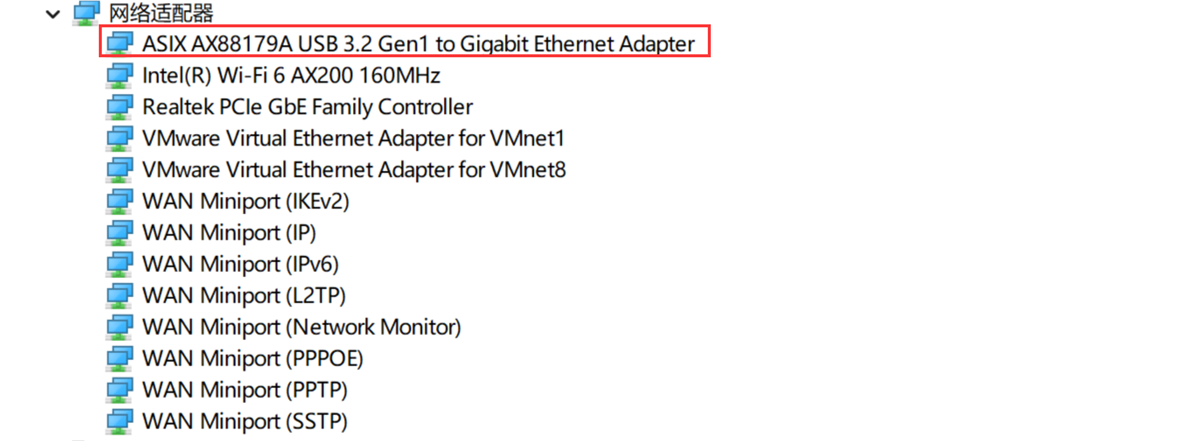 网络适配器
ASIX AX88179A USB 3.2 Gen1 to Gigabit Ethernet Adapter
Intel(R) Wi-Fi 6 AX200 160MHz
Realtek PCIe GbE Family Controller
VMware Virtual Ethernet Adapter for VMnet1
VMware Virtual Ethernet Adapter for VMnet8
WAN Miniport (IKEv2)
WAN Miniport (IP)
WAN Miniport (IPv6)
WAN Miniport (L2TP)
WAN Miniport (Network Monitor)
WAN Miniport (PPPOE)
WAN Miniport (PPTP)
WAN Miniport (SSTP)